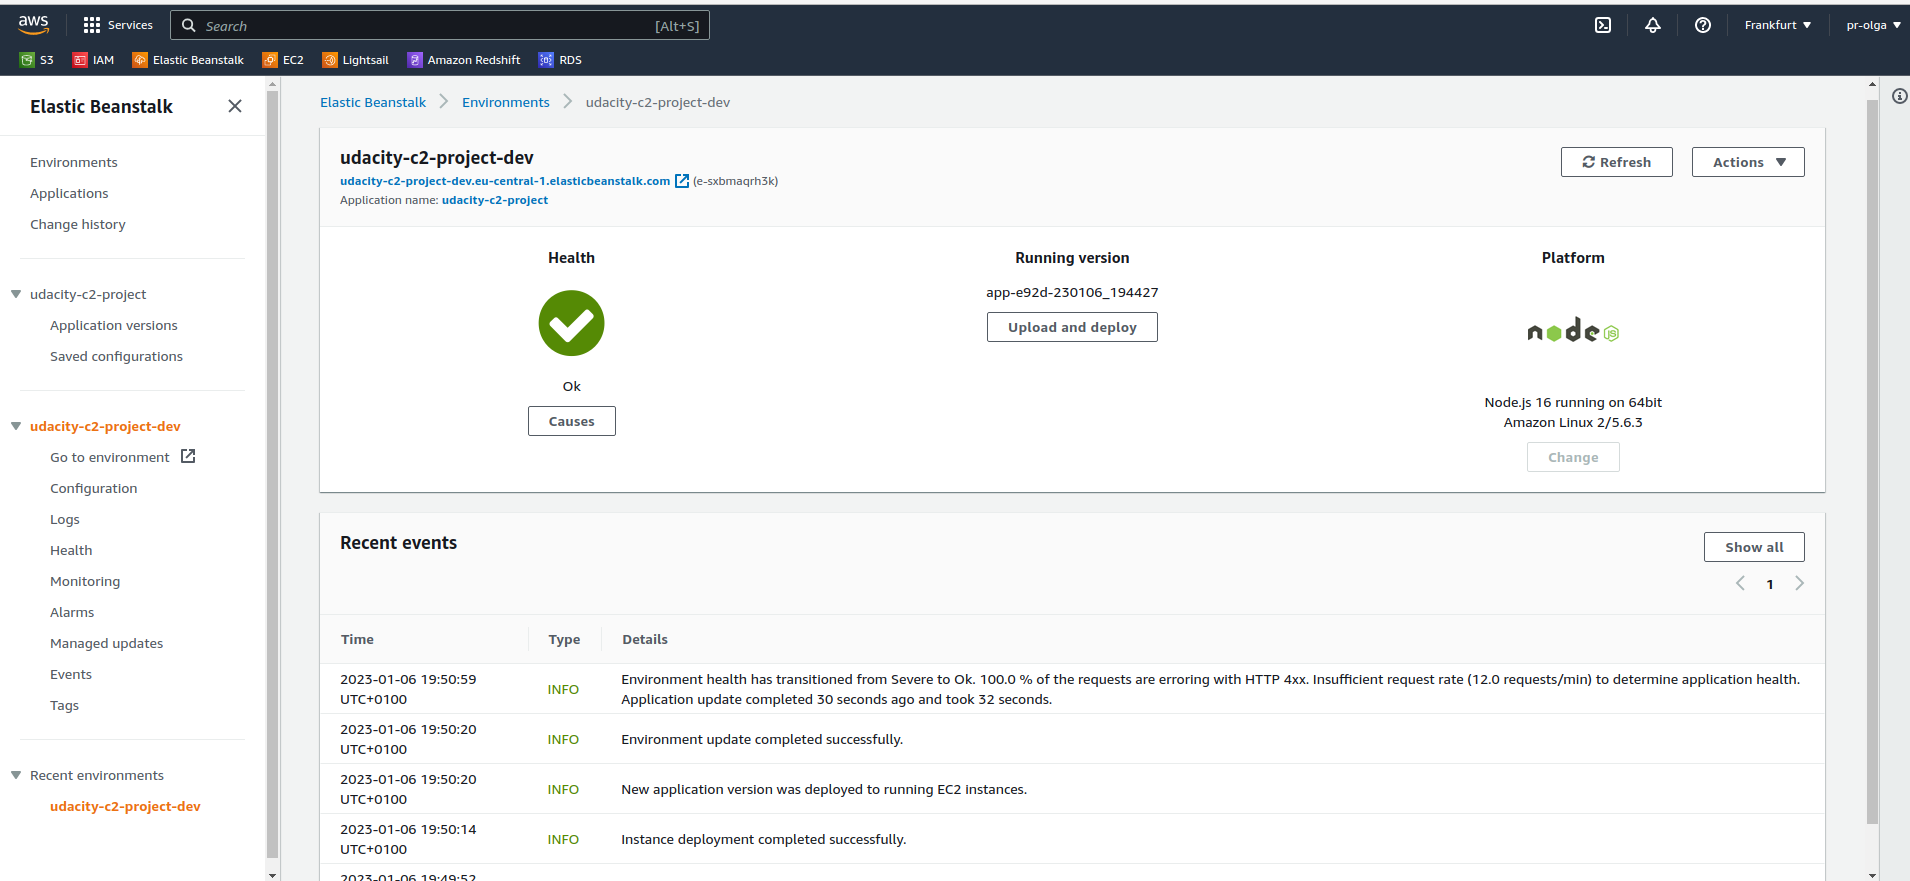 aws
Services
Search
[Alt+S]
Frankfurt
pr-olga
S3
IAM
Elastic Beanstalk
EC2
Lightsail
Amazon Redshift
RDS
Elastic Beanstalk
Environments
Applications
Change history
udacity-c2-project
Application versions
Saved configurations
udacity-c2-project-dev
Go to environment
Configuration
Logs
Health
Monitoring
Alarms
Managed updates
Events
Tags
Recent environments
udacity-c2-project-dev
Elastic Beanstalk
Environments
udacity-c2-project-dev
udacity-c2-project-dev
udacity-c2-project-dev.eu-central-1.elasticbeanstalk.com (e-sxbmaqrh3k)
Application name: udacity-c2-project
Refresh
Actions
Health
Ok
Causes
Running version
app-e92d-230106_194427
Upload and deploy
Platform
node
JS
Node.js 16 running on 64bit
Amazon Linux 2/5.6.3
Change
Recent events
Show all
1
Time
Type
Details
2023-01-06 19:50:59
UTC+0100
INFO
Environment health has transitioned from Severe to Ok. 100.0 % of the requests are erroring with HTTP 4xx. Insufficient request rate (12.0 requests/min) to determine application health.
Application update completed 30 seconds ago and took 32 seconds.
2023-01-06 19:50:20
UTC+0100
INFO
Environment update completed successfully.
2023-01-06 19:50:20
UTC+0100
INFO
New application version was deployed to running EC2 instances.
2023-01-06 19:50:14
UTC+0100
INFO
Instance deployment completed successfully.
2023-01-06 19:49:52